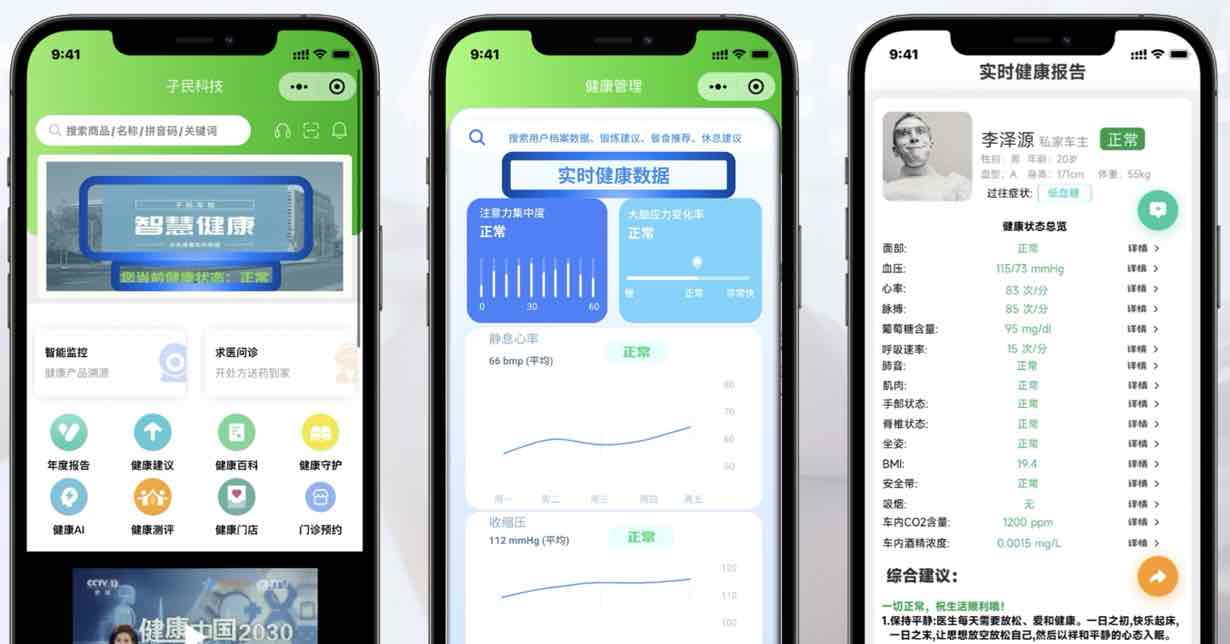 9:41
子民科技
搜索商品/名称/拼音码/关键词
智慧健康
您当前健康状态：正常
智能监控
健康产品溯源
求医问诊
开处方送药到家
年度报告
健康建议
健康百科
健康守护
健康AI
健康测评
健康门店
门诊预约
CCTV 13
健康中国2030
9:41
健康管理
搜索用户档案数据、锻炼建议、餐食推荐、休息建议
实时健康数据
注意力集中度
正常
0 30 60
大脑应力变化率
正常
慢 正常 异常快
静息心率
66 bmp (平均)
正常
80
70
60
50
周一 周二 周三 周四 周五
收缩压
112 mmHg (平均)
正常
120
110
100
9:41
实时健康报告
李泽源 私家车主 正常
性别：男 年龄：20岁
血型：A 身高：171cm 体重：55kg
过往症状： 低血糖
健康状态总览
面部: 正常 详情 >
血压: 115/73 mmHg 详情 >
心率: 83 次/分 详情 >
脉搏: 85 次/分 详情 >
葡萄糖含量: 95 mg/dl 详情 >
呼吸速率: 15 次/分 详情 >
肺音: 正常 详情 >
肌肉: 正常 详情 >
手部状态: 正常 详情 >
脊椎状态: 正常 详情 >
坐姿: 正常 详情 >
BMI: 19.4 详情 >
安全带: 正常 详情 >
吸烟: 无 详情 >
车内CO2含量: 1200 ppm 详情 >
车内酒精浓度: 0.0015 mg/L 详情 >
综合建议：
一切正常，祝生活顺利哦！
1.保持平静:医生每天需要放松、爱和健康。一日之初,快乐起床,
一日之末,让思想放空放松自己,然后以祥和平静的心态入眠。